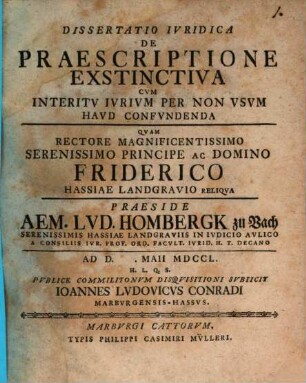 1.
DISSERTATIO IVRIDICA
DE
PRAESCRIPTIONE
EXSTINCTIVA
CVM
INTERITV IVRIVM PER NON VSVM
HAVD CONFVNDENDA
QVAM
RECTORE MAGNIFICENTISSIMO
SERENISSIMO PRINCIPE AC DOMINO
FRIDERICO
HASSIAE LANDGRAVIO RELIQVA
PRAESIDE
AEM. LVD. HOMBERGK zu Vach
SERENISSIMIS HASSIAE LANDGRAVIIS IN IVDICIO AVLICO
A CONSILIIS IVR. PROF. ORD. FACVLT. IVRID. H. T. DECANO
AD D. . MAII MDCCL.
H. L. Q. S.
PVBLICE COMMILITONVM DISQVISITIONI SVBIICIT
IOANNES LVDOVICVS CONRADI
MARBVRGENSIS-HASSVS.
MARBVRGI CATTORVM,
TYPIS PHILIPPI CASIMIRI MVLLERI.